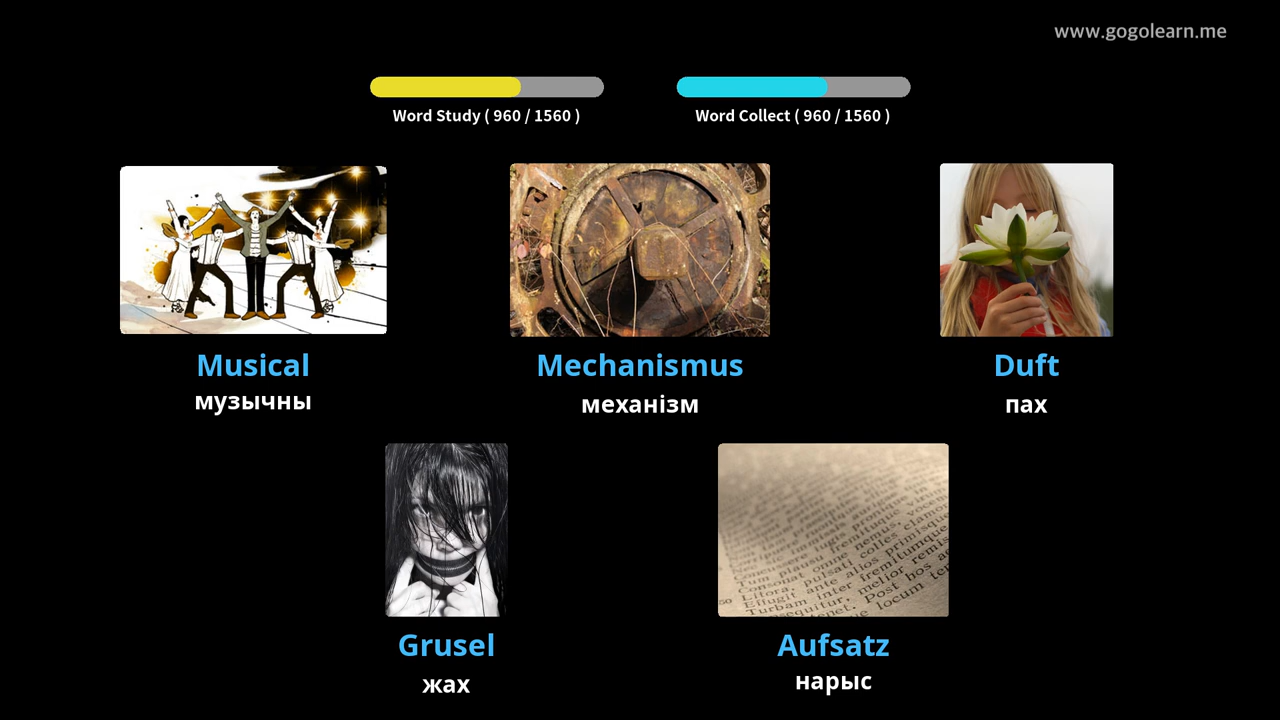 www.gogolearn.me
Word Study ( 960 / 1560 )
Word Collect ( 960 / 1560 )
Musical
музычны
Mechanismus
механізм
Duft
пах
Grusel
жах
Aufsatz
нарыс